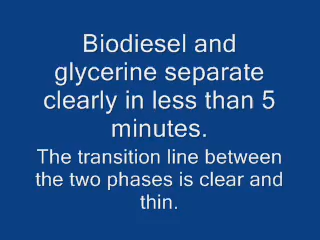 Biodiesel and
glycerine separate
clearly in less than 5
minutes.
The transition line between
the two phases is clear and
thin.